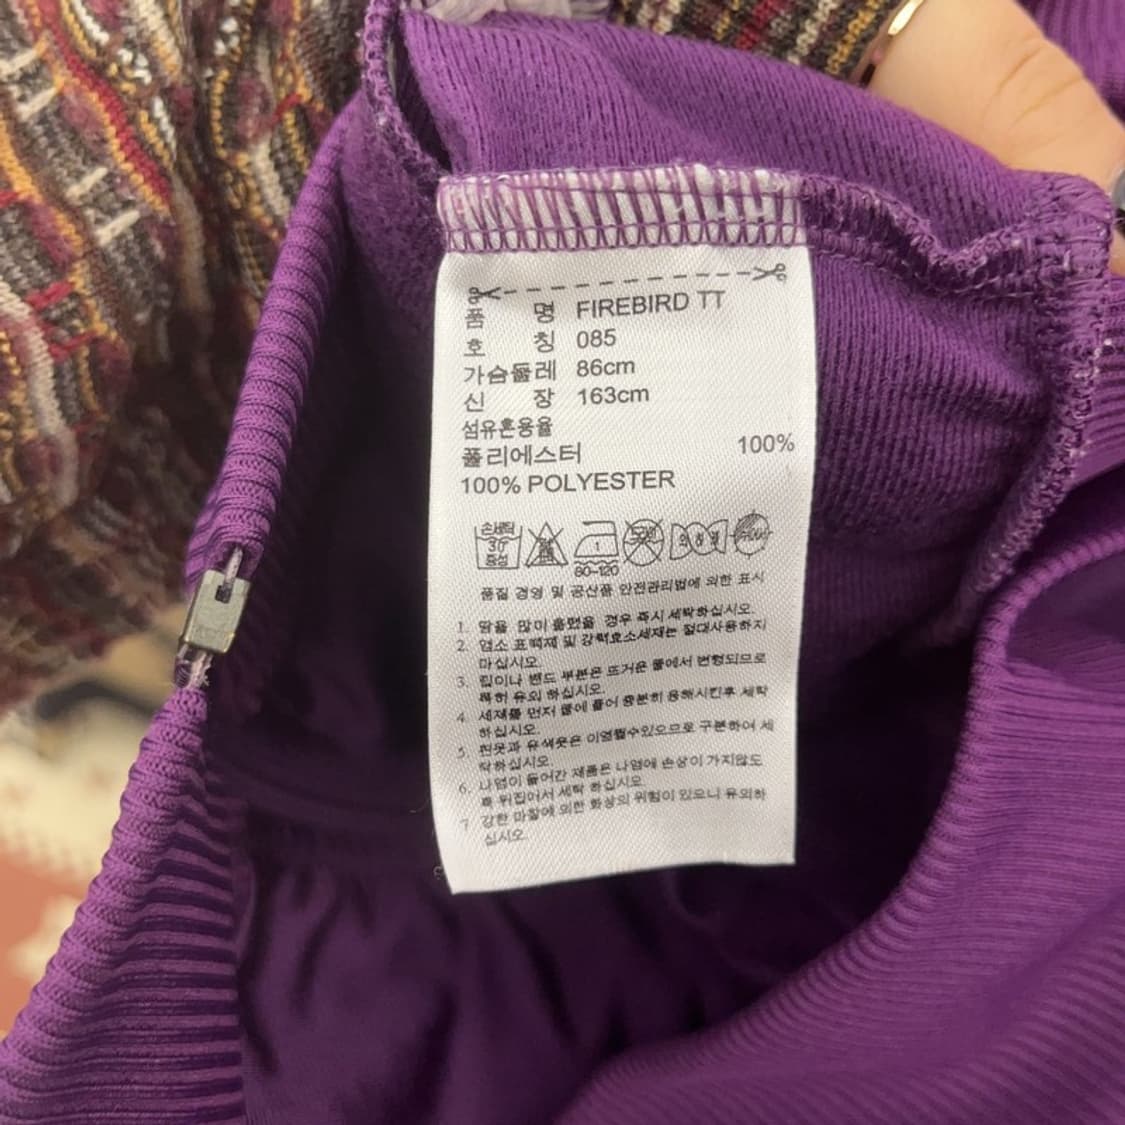 품 명 FIREBIRD TT
호 칭 085
가슴둘레 86cm
신 장 163cm
섬유혼용율
폴리에스터 100%
100% POLYESTER
손세탁
30°
중성
1
80~120
품질 경영 및 공산품 안전관리법에 의한 표시
1. 땀을 많이 흘렸을 경우 즉시 세탁하십시오.
2. 염소 표백제 및 강력효소세제는 절대사용하지
마십시오.
3. 립이나 밴드 부분은 뜨거운 물에서 변형되므로
특히 유의 하십시오.
4. 세제를 먼저 물에 풀어 충분히 용해시킨후 세탁
하십시오.
5. 흰옷과 유색옷은 이염될수있으므로 구분하여 세
탁하십시오.
6. 나염이 들어간 제품은 나염에 손상이 가지않도
록 뒤집어서 세탁 하십시오.
7. 강한 마찰에 의한 화상의 위험이 있으니 유의하
십시오.